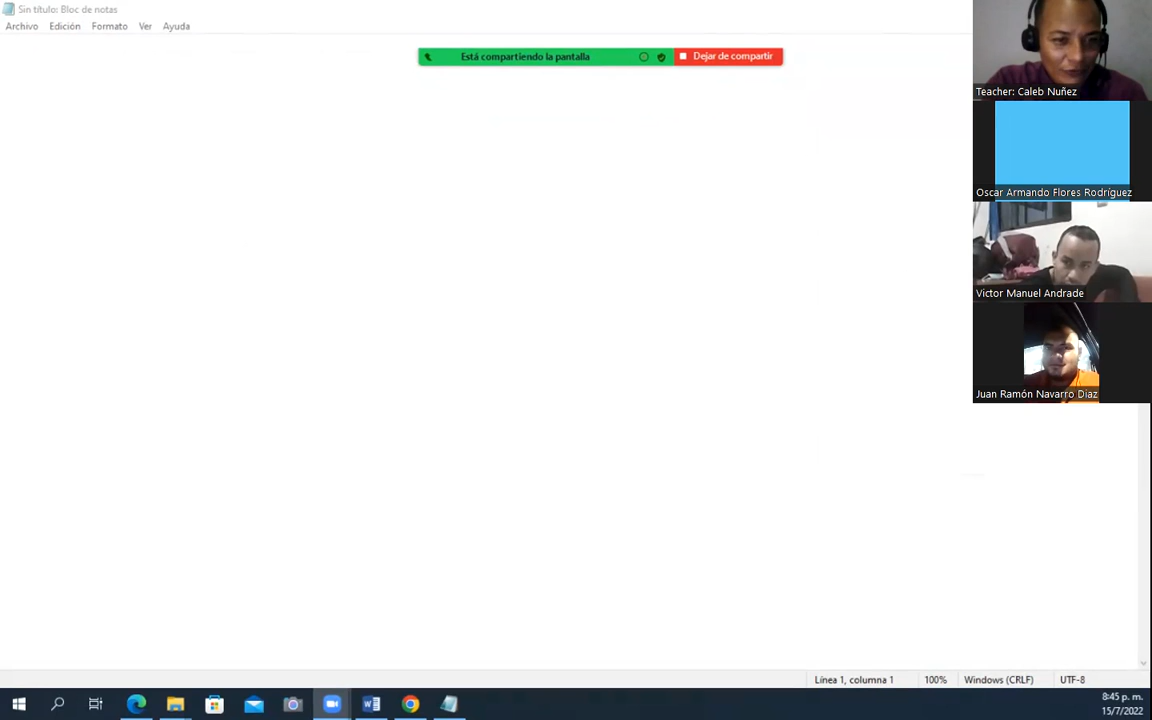 Sin título: Bloc de notas
Archivo Edición Formato Ver Ayuda
Está compartiendo la pantalla Dejar de compartir
Teacher: Caleb Nuñez
Oscar Armando Flores Rodríguez
Victor Manuel Andrade
Juan Ramón Navarro Diaz
Línea 1, columna 1 100% Windows (CRLF) UTF-8
8:45 p. m.
15/7/2022